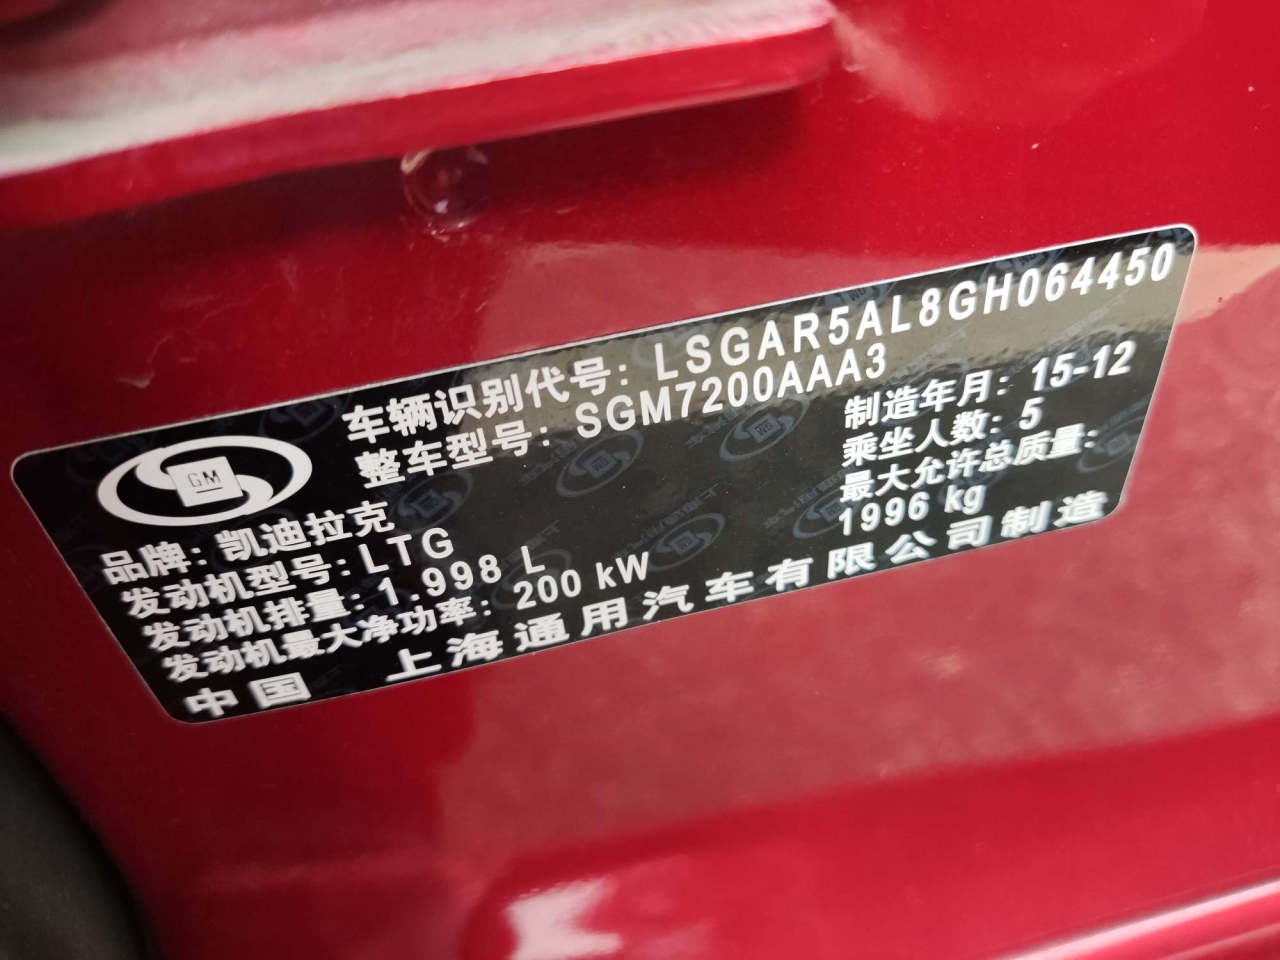 车辆识别代号: LSGAR5AL8GH064450
整车型号: SGM7200AAA3
GM
品牌: 凯迪拉克
发动机型号: LTG
发动机排量: 1.998 L
发动机最大净功率: 200 kW
制造年月: 15-12
乘坐人数: 5
最大允许总质量:
1996 kg
中国 上海通用汽车有限公司制造